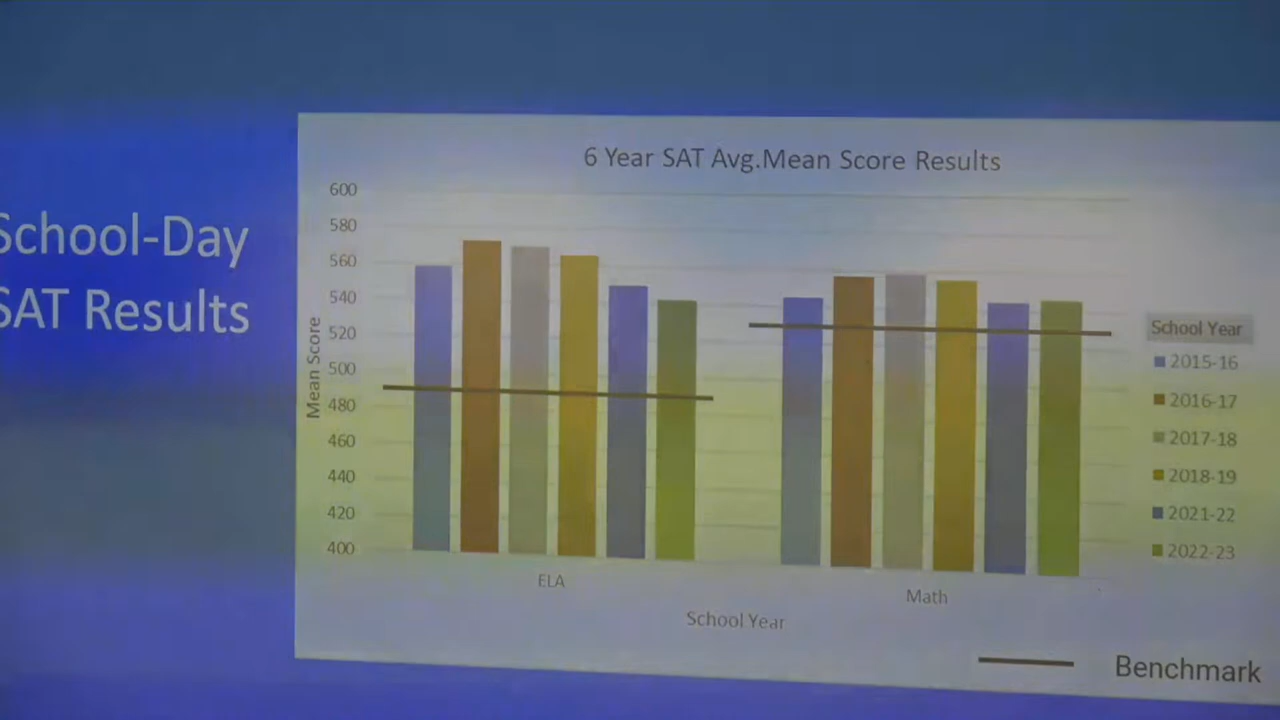 School-Day
SAT Results
6 Year SAT Avg.Mean Score Results
600
580
560
540
520
500
480
460
440
420
400
Mean Score
ELA
Math
School Year
School Year
2015-16
2016-17
2017-18
2018-19
2021-22
2022-23
Benchmark